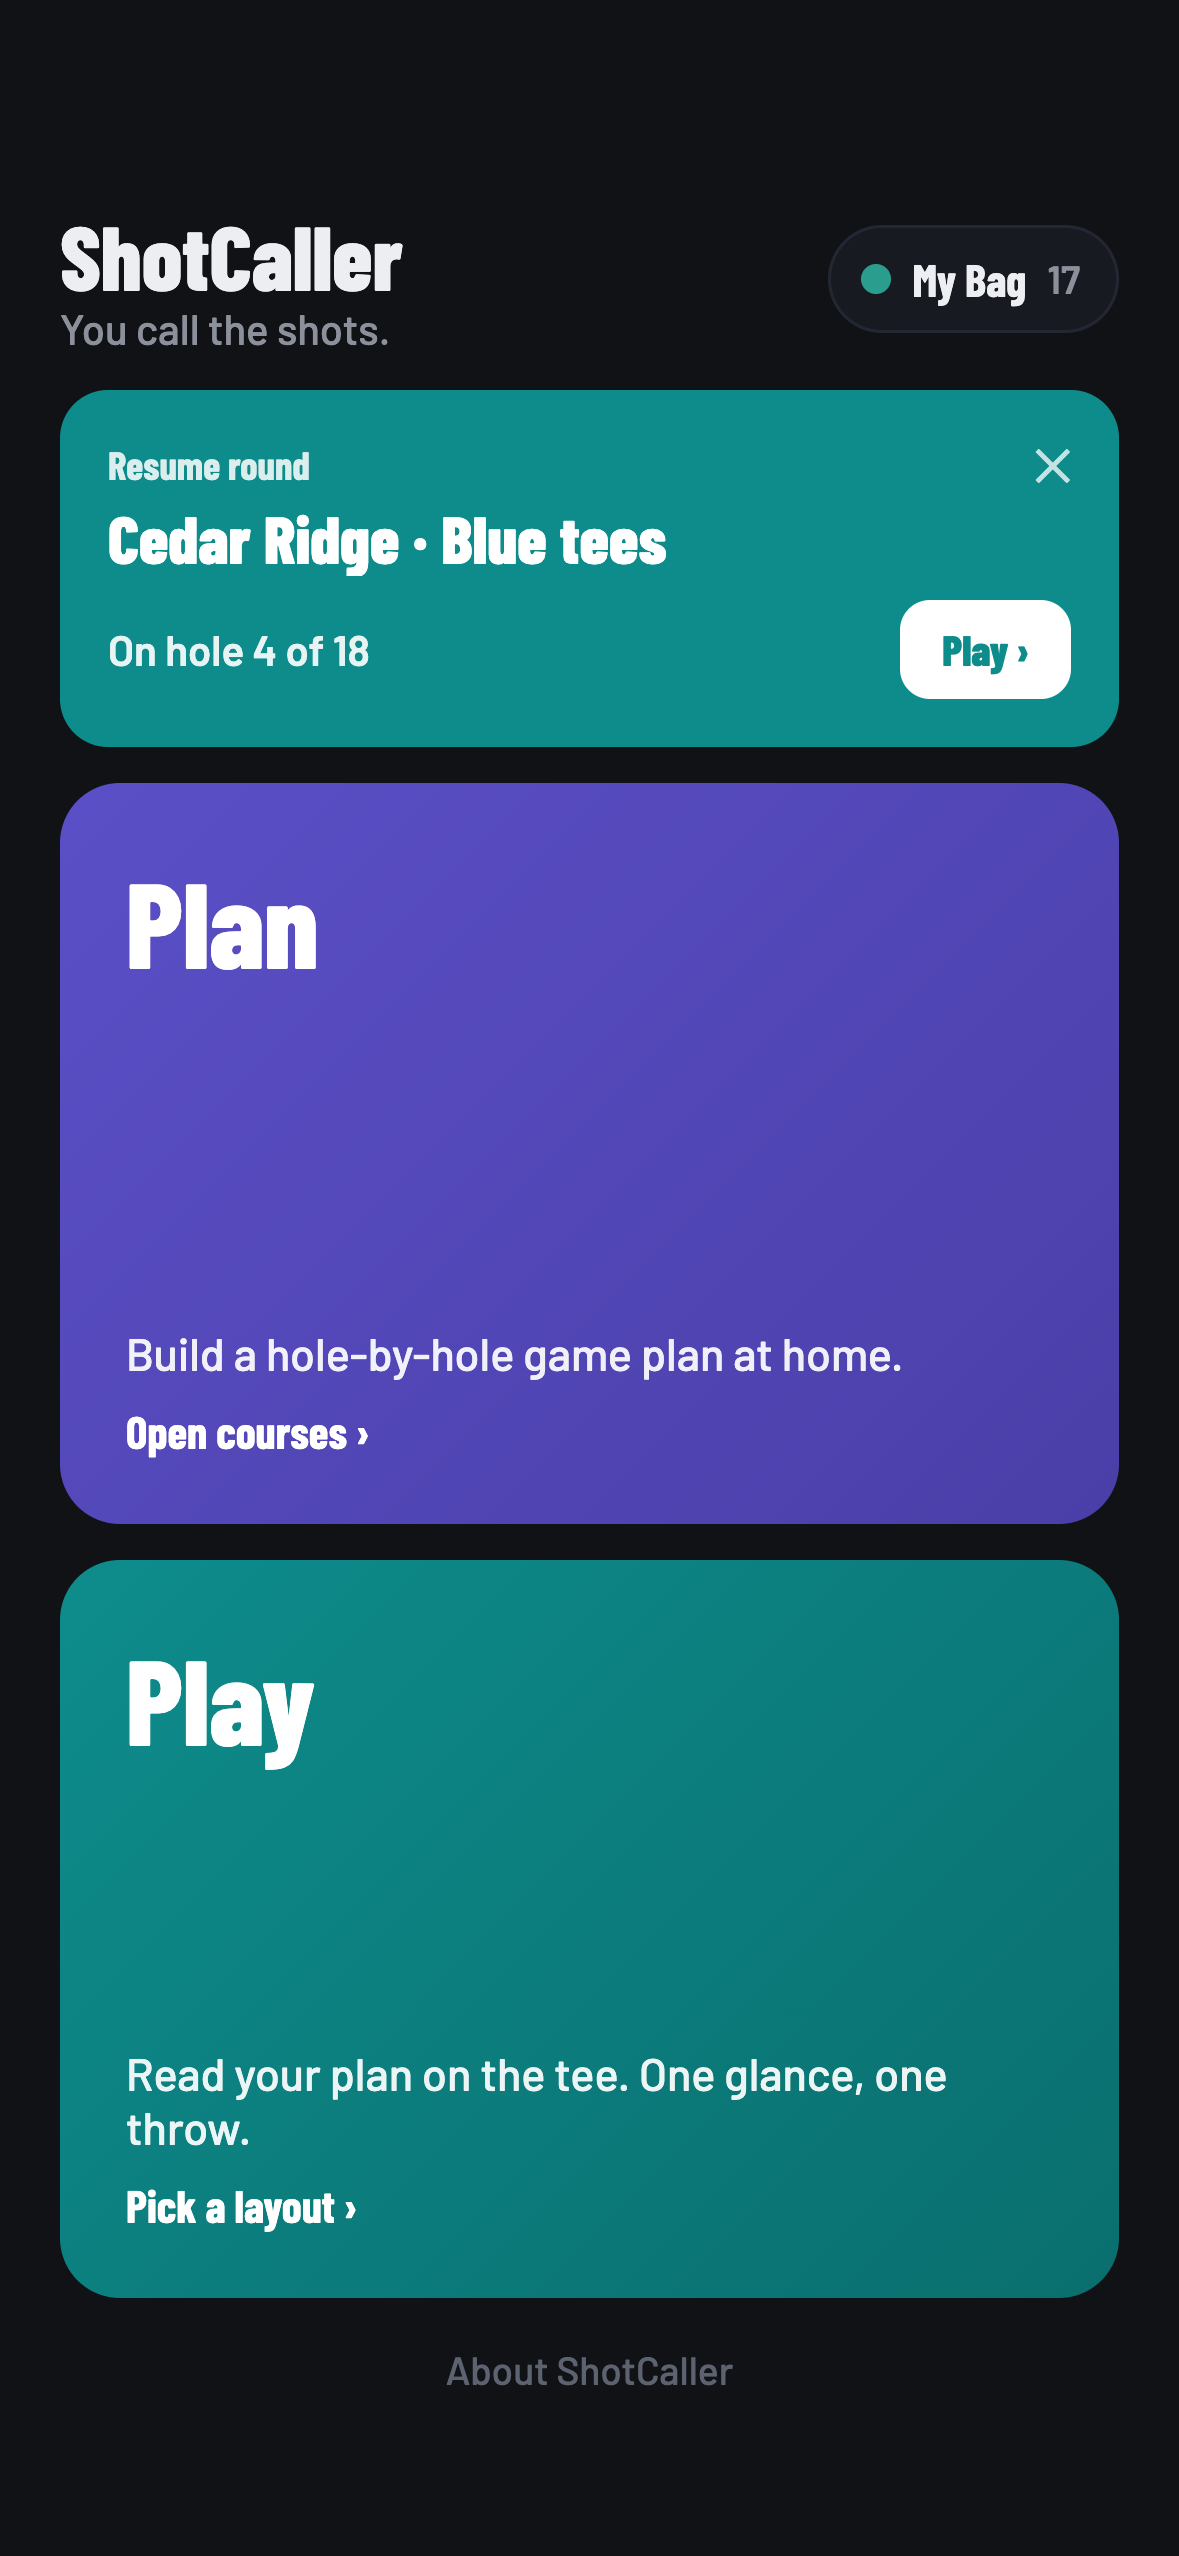 ShotCaller
You call the shots.
My Bag 17
Resume round
Cedar Ridge · Blue tees
On hole 4 of 18
Play ›
Plan
Build a hole-by-hole game plan at home.
Open courses ›
Play
Read your plan on the tee. One glance, one
throw.
Pick a layout ›
About ShotCaller